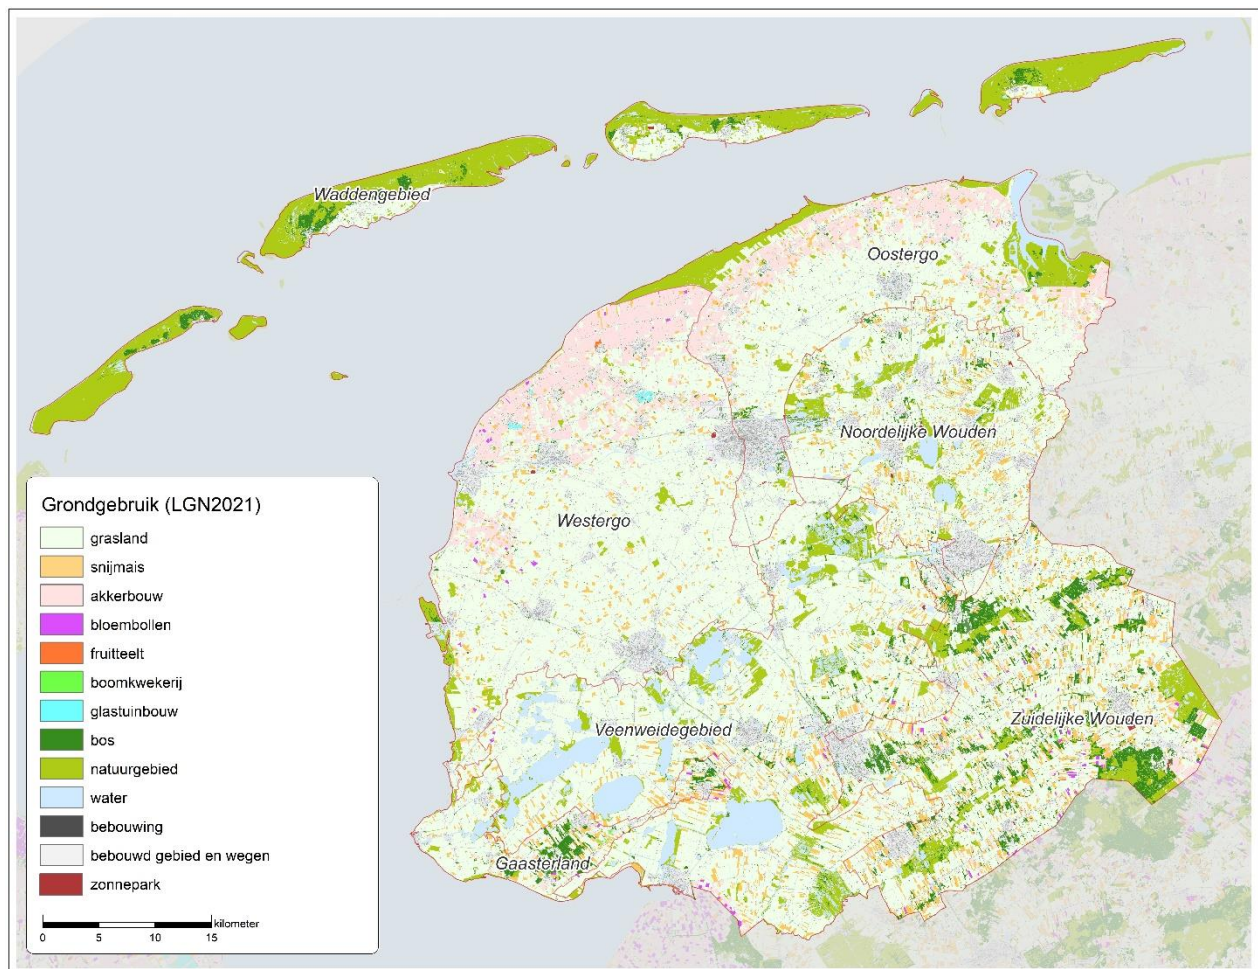 Waddengebied
Oostergo
Noordelijke Wouden
Westergo
Zuidelijke Wouden
Veenweidegebied
Gaasterland
Grondgebruik (LGN2021)
grasland
snijmais
akkerbouw
bloembollen
fruitteelt
boomkwekerij
glastuinbouw
bos
natuurgebied
water
bebouwing
bebouwd gebied en wegen
zonnepark
kilometer
0 5 10 15